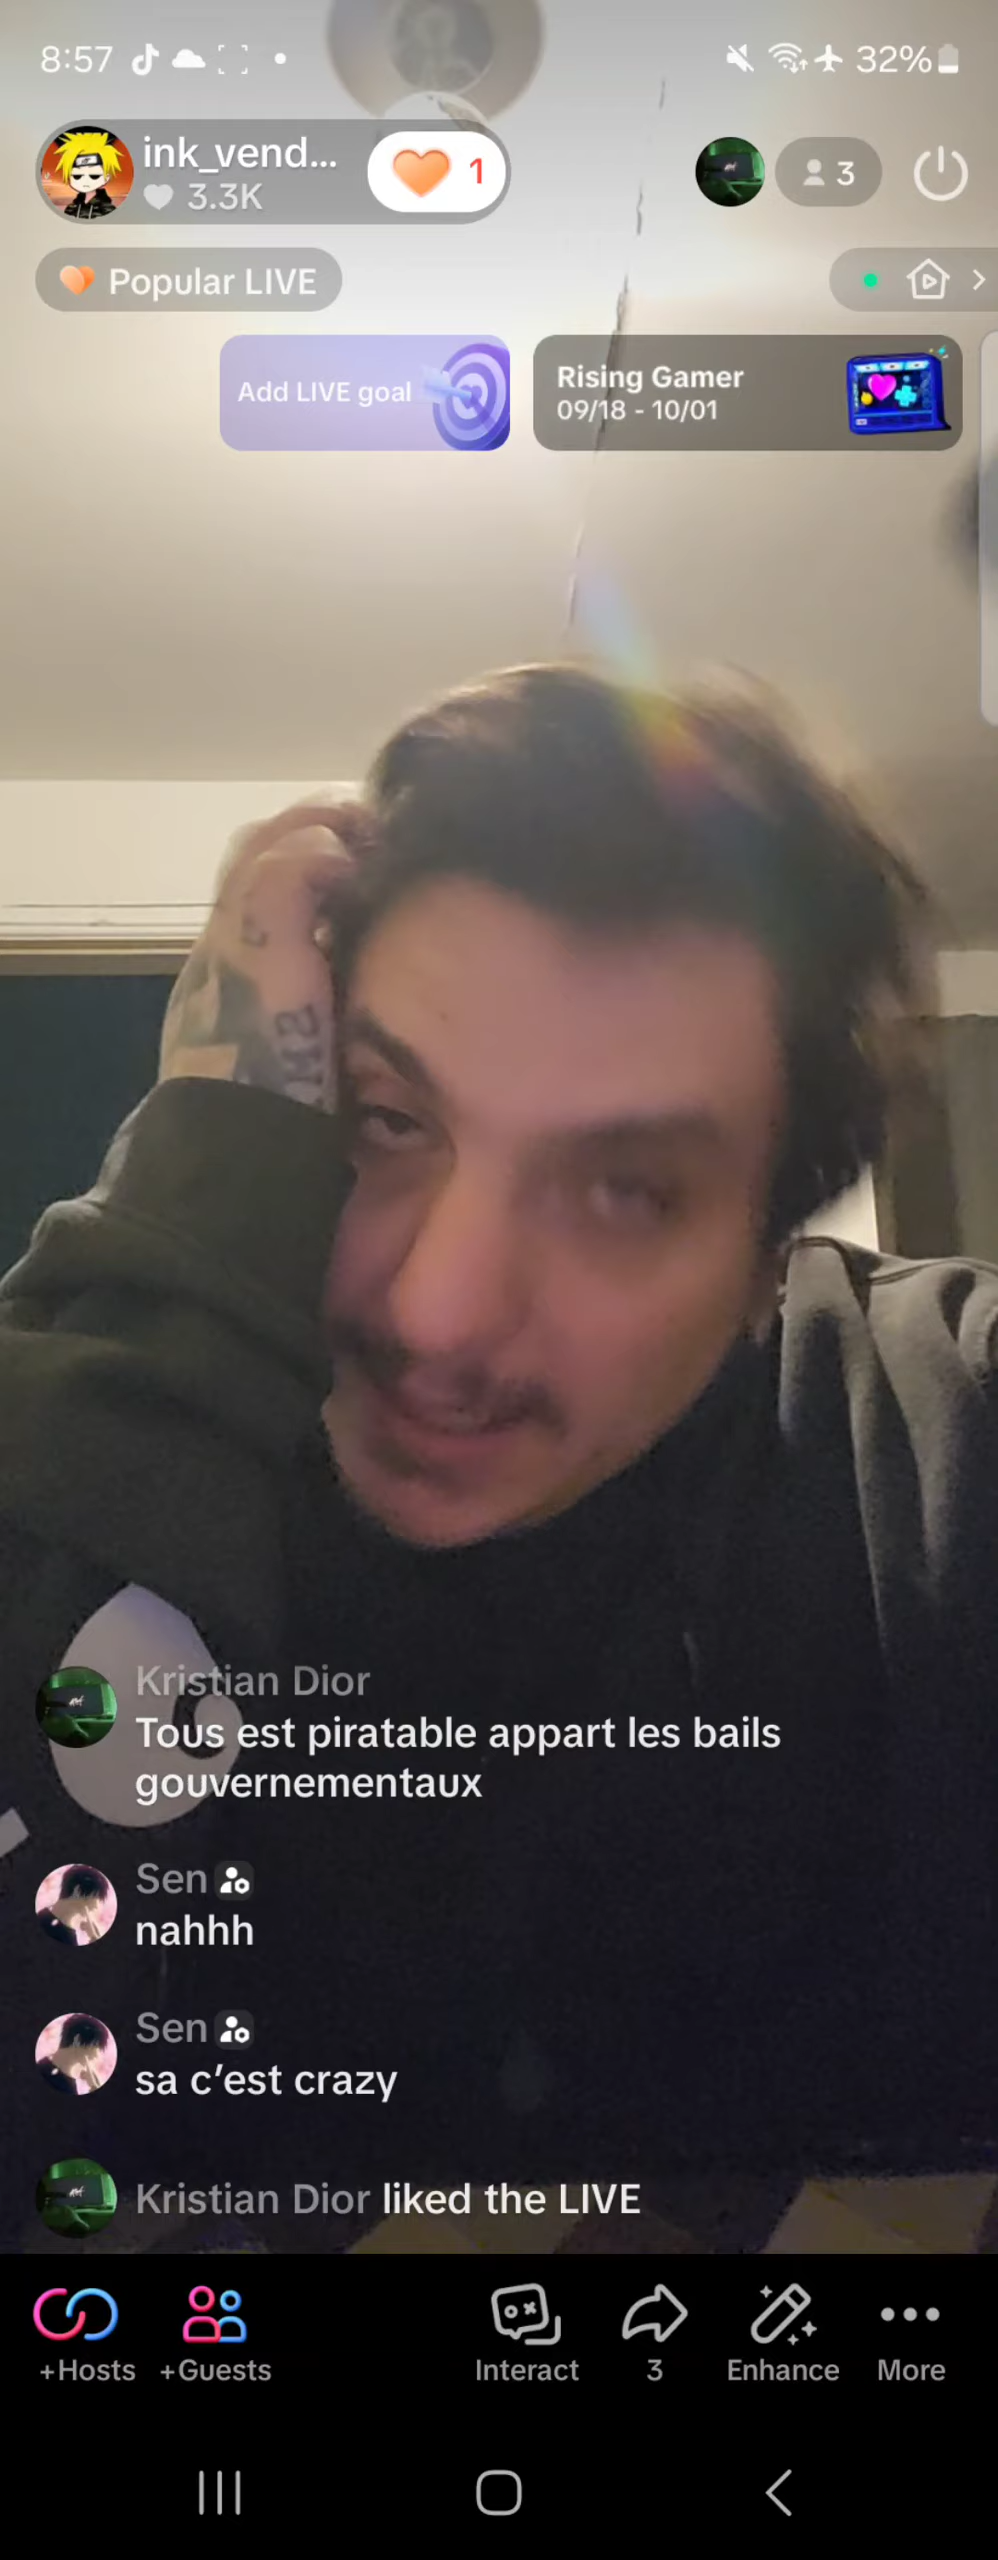 8:57
32%
ink_vend...
3.3K
1
3
Popular LIVE
Add LIVE goal
Rising Gamer
09/18 - 10/01
Kristian Dior
Tous est piratable appart les bails
gouvernementaux
Sen
nahhh
Sen
sa c’est crazy
Kristian Dior liked the LIVE
+Hosts
+Guests
Interact
3
Enhance
More